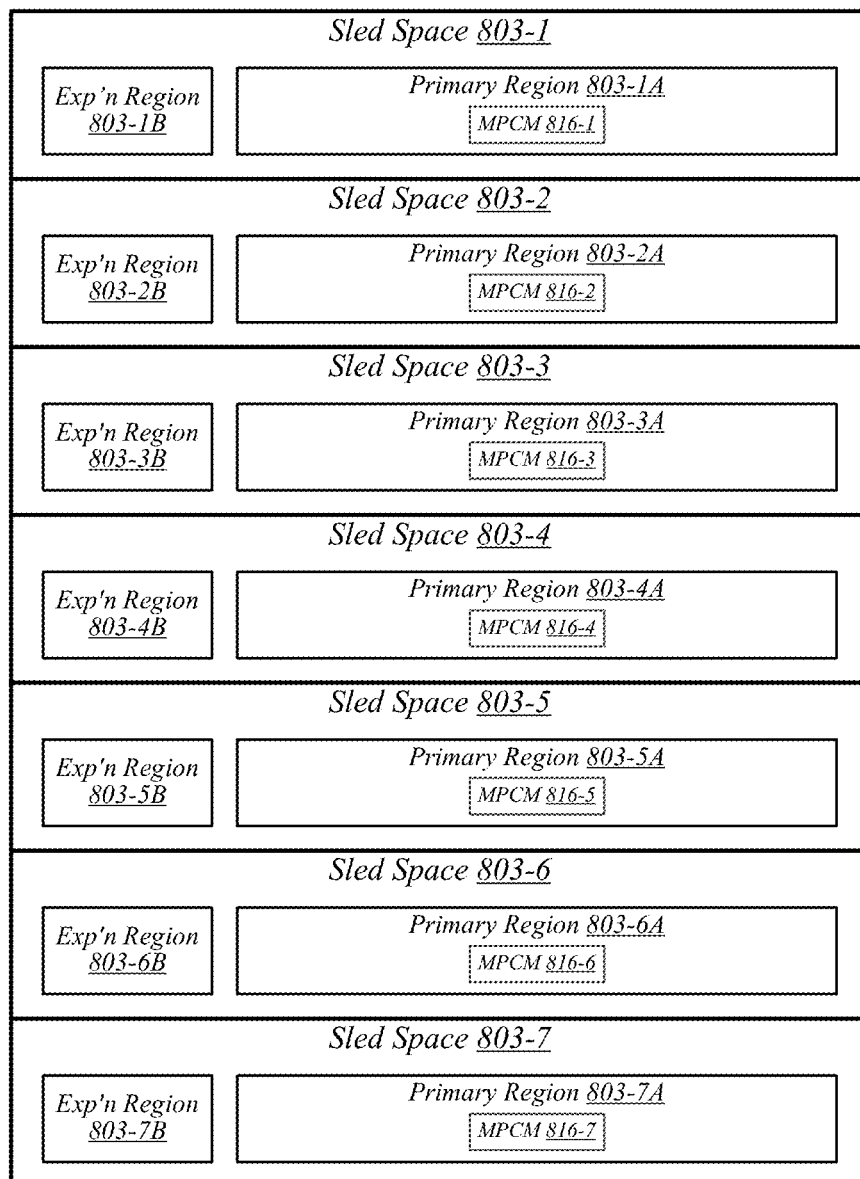 Sled Space 803-1
Exp’n Region
803-1B
Primary Region 803-1A
MPCM 816-1
Sled Space 803-2
Exp'n Region
803-2B
Primary Region 803-2A
MPCM 816-2
Sled Space 803-3
Exp'n Region
803-3B
Primary Region 803-3A
MPCM 816-3
Sled Space 803-4
Exp'n Region
803-4B
Primary Region 803-4A
MPCM 816-4
Sled Space 803-5
Exp'n Region
803-5B
Primary Region 803-5A
MPCM 816-5
Sled Space 803-6
Exp'n Region
803-6B
Primary Region 803-6A
MPCM 816-6
Sled Space 803-7
Exp'n Region
803-7B
Primary Region 803-7A
MPCM 816-7